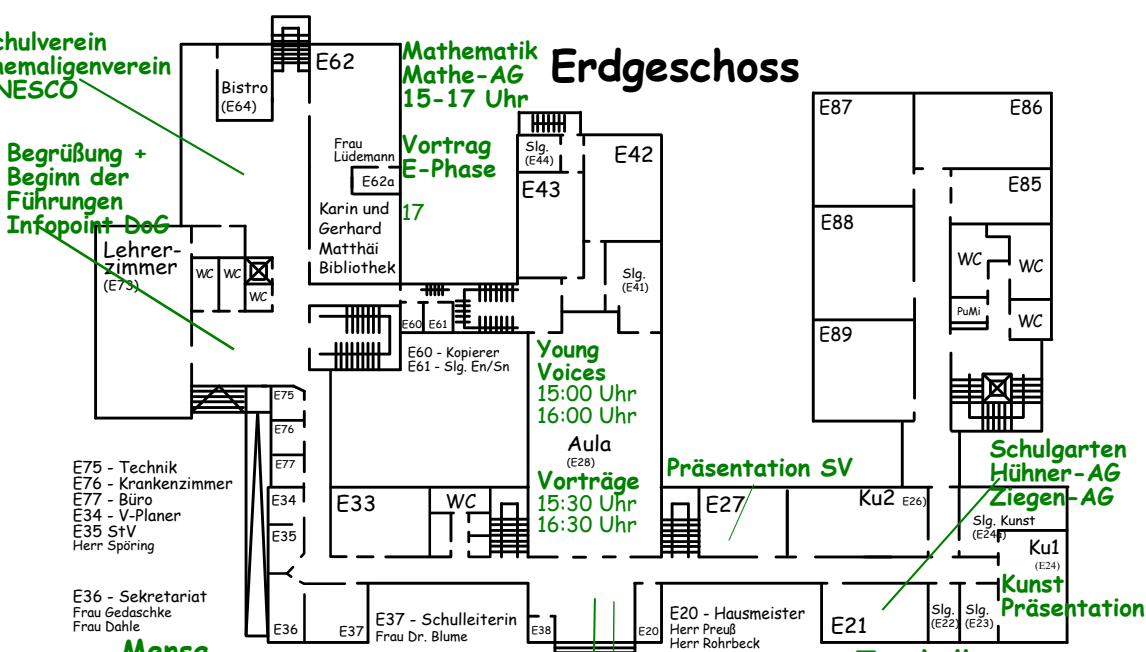 Erdgeschoss
chulverein
hemaligenverein
NESCO
Begrüßung +
Beginn der
Führungen
Infopoint DoG
Bistro
(E64)
E62
Mathematik
Mathe-AG
15-17 Uhr
Vortrag
E-Phase
17
Frau
Lüdemann
E62a
Karin und
Gerhard
Matthäi
Bibliothek
Lehrer-
zimmer
(E73)
WC
WC
WC
Slg.
(E44)
E42
E43
Slg.
(E41)
E60
E61
E60 - Kopierer
E61 - Slg. En/Sn
E87
E86
E85
E88
E89
WC
WC
PuMi
WC
Young
Voices
15:00 Uhr
16:00 Uhr
Aula
(E28)
Vorträge
15:30 Uhr
16:30 Uhr
E75
E76
E77
E34
E35
E36
E75 - Technik
E76 - Krankenzimmer
E77 - Büro
E34 - V-Planer
E35 StV
Herr Spöring
E36 - Sekretariat
Frau Gedaschke
Frau Dahle
E33
WC
Präsentation SV
E27
Ku2
E26)
Schulgarten
Hühner-AG
Ziegen-AG
Slg. Kunst
(E24a)
Ku1
(E24)
Kunst
Präsentation
E37
E37 - Schulleiterin
Frau Dr. Blume
E38
E20
E20 - Hausmeister
Herr Preuß
Herr Rohrbeck
E21
Slg.
(E22)
Slg.
(E23)
Mensa